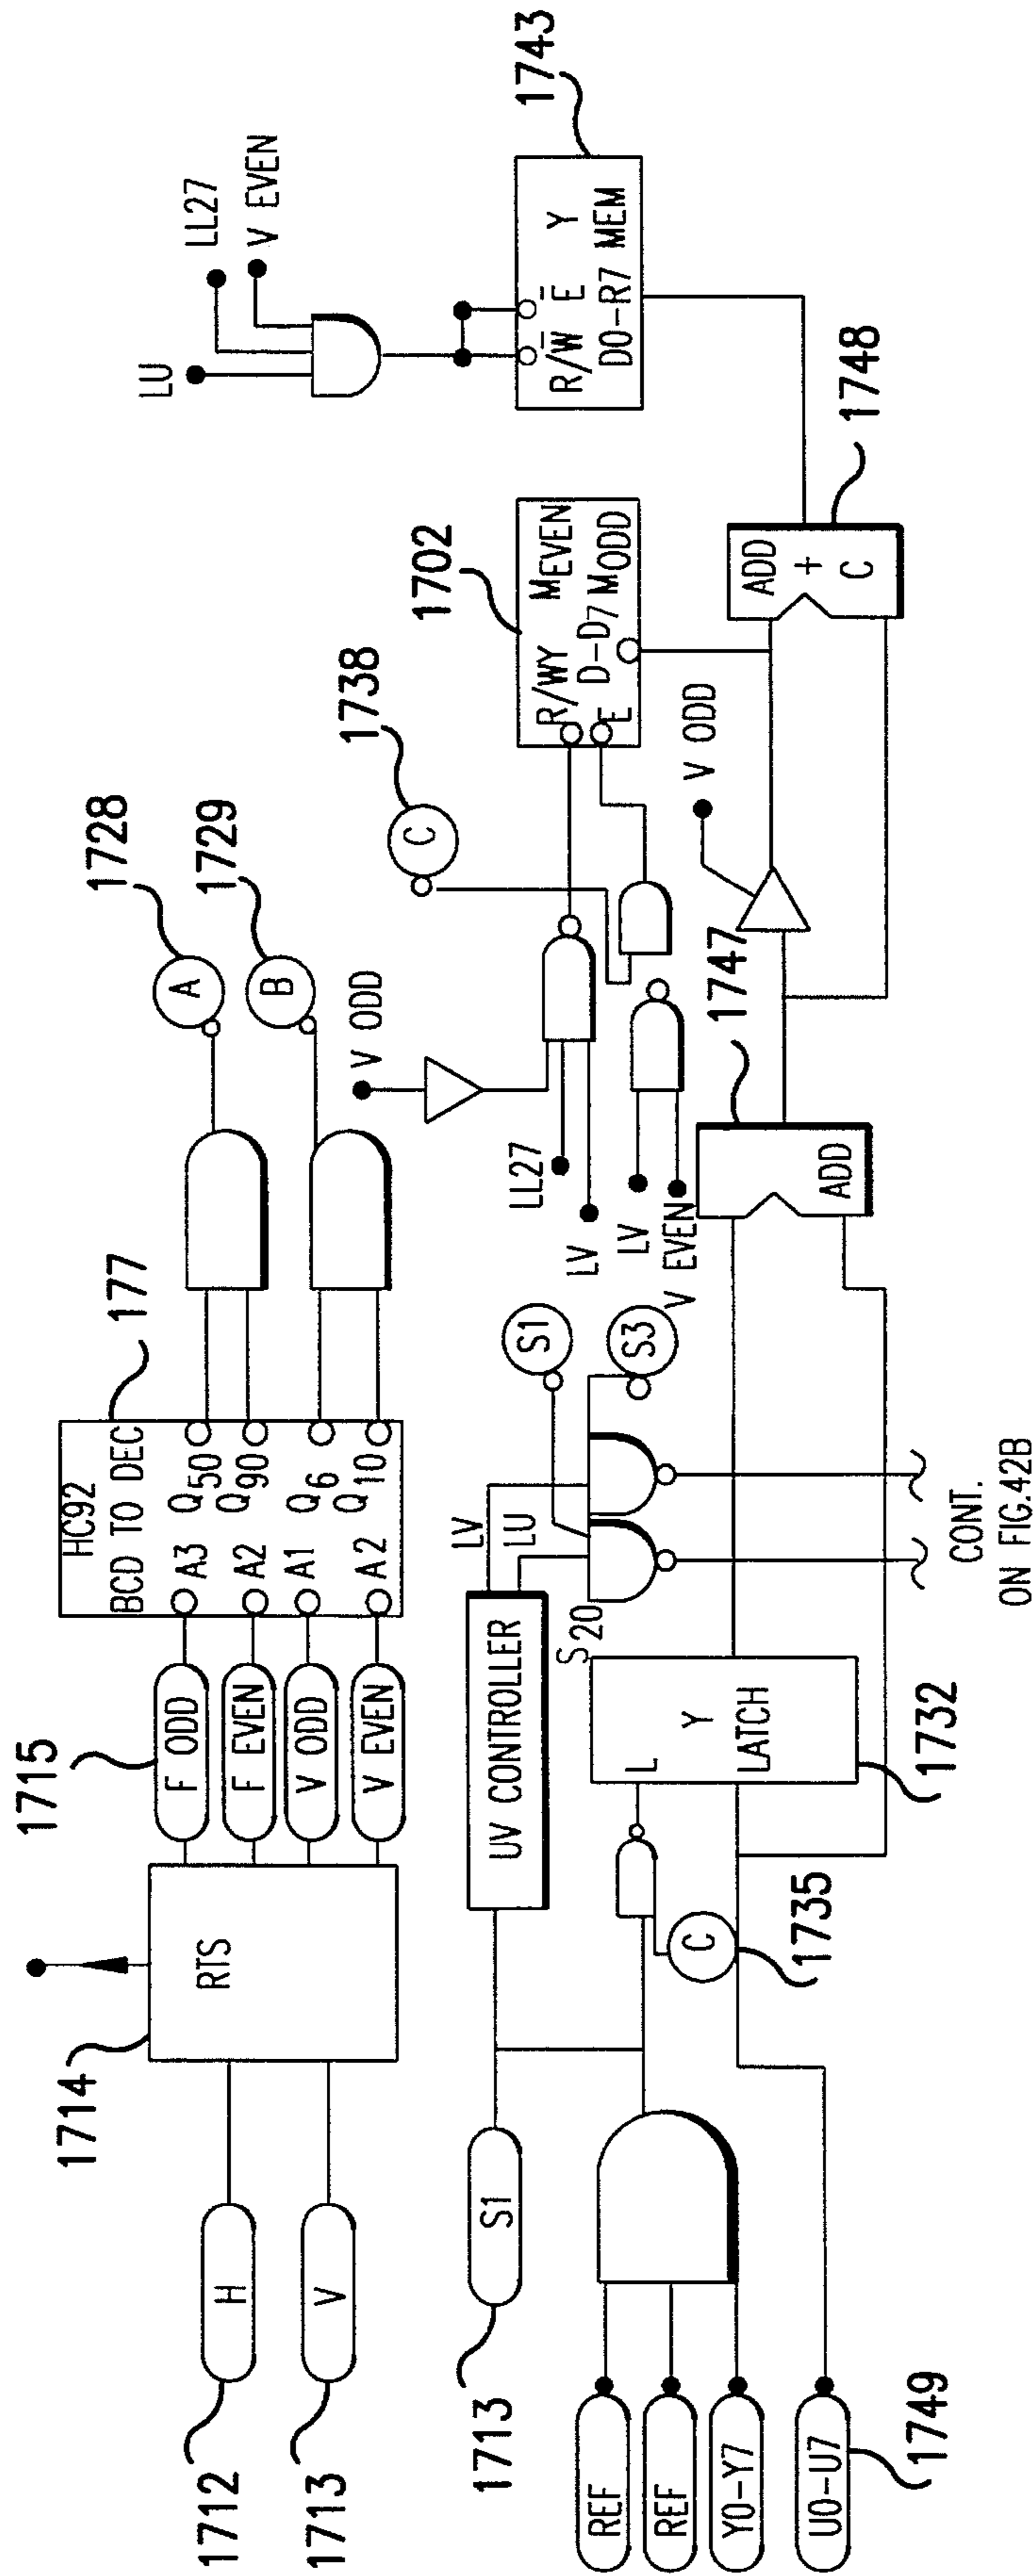 1712
H
1713
V
1714
RTS
1715
F ODD
F EVEN
V ODD
V EVEN
177
HC92
BCD TO DEC
A3 Q50
A2 Q90
A1 Q6
A2 Q10
1728
A
1729
B
LU
LL27
V EVEN
1743
R/W E Y
D0-R7 MEM
1713
S1
UV CONTROLLER
LV
LU
S1
S3
S20
V ODD
LL27
LV
LV
V EVEN
1738
C
1702
R/WY MEVEN
E D-D7 MODD
REF
REF
Y0-Y7
U0-U7
1749
C
1735
L Y
LATCH
1732
1747
ADD
V ODD
ADD
+
C
1748
CONT.
ON FIG.42B